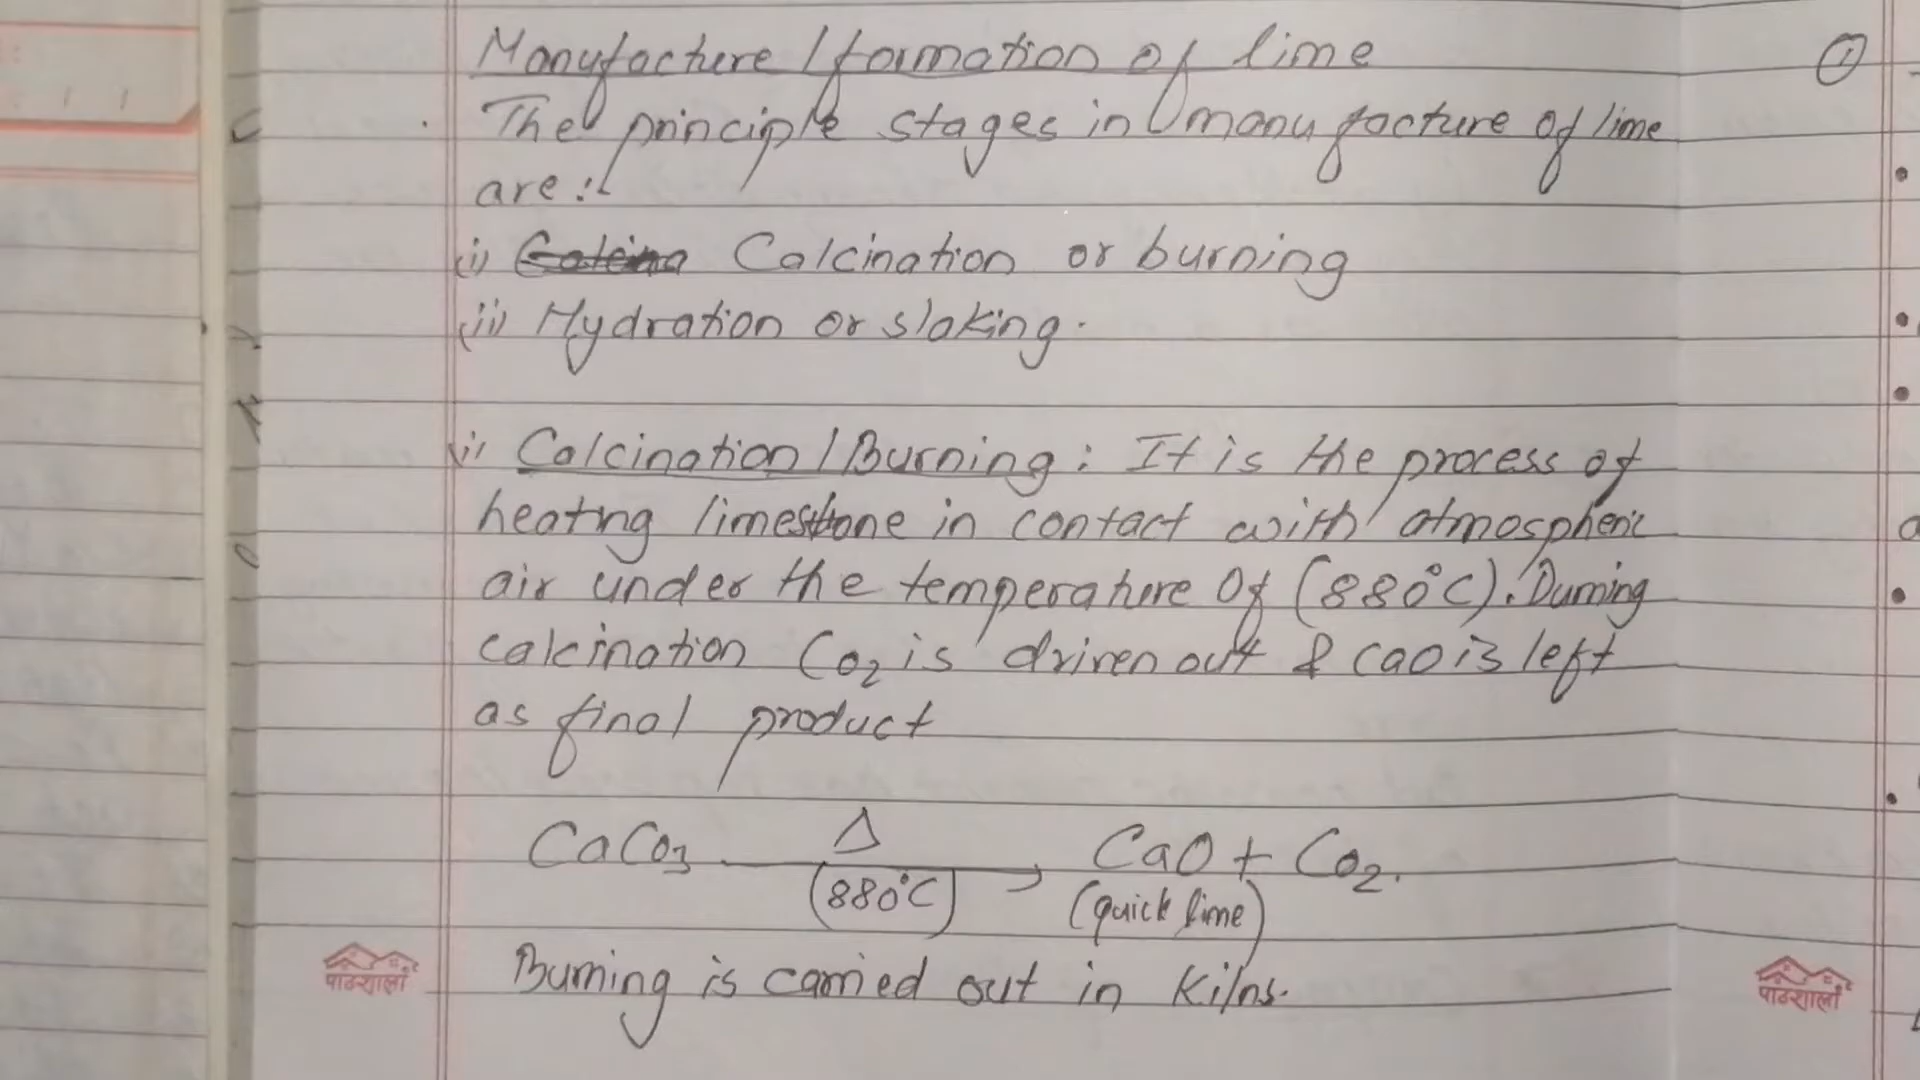 Manufacture / formation of lime
①
The principle stages in manufacture of lime
are :-
(i) Calcination or burning
(ii) Hydration or slaking.
(i) Calcination / Burning : It is the process of
heating limestone in contact with atmospheric
air under the temperature of (880°C). During
calcination CO2 is driven out & CaO is left
as final product
CaCO3 Δ → CaO + CO2.
(880°C) (quick lime)
Burning is carried out in kilns.
पाठशाला पाठशाला